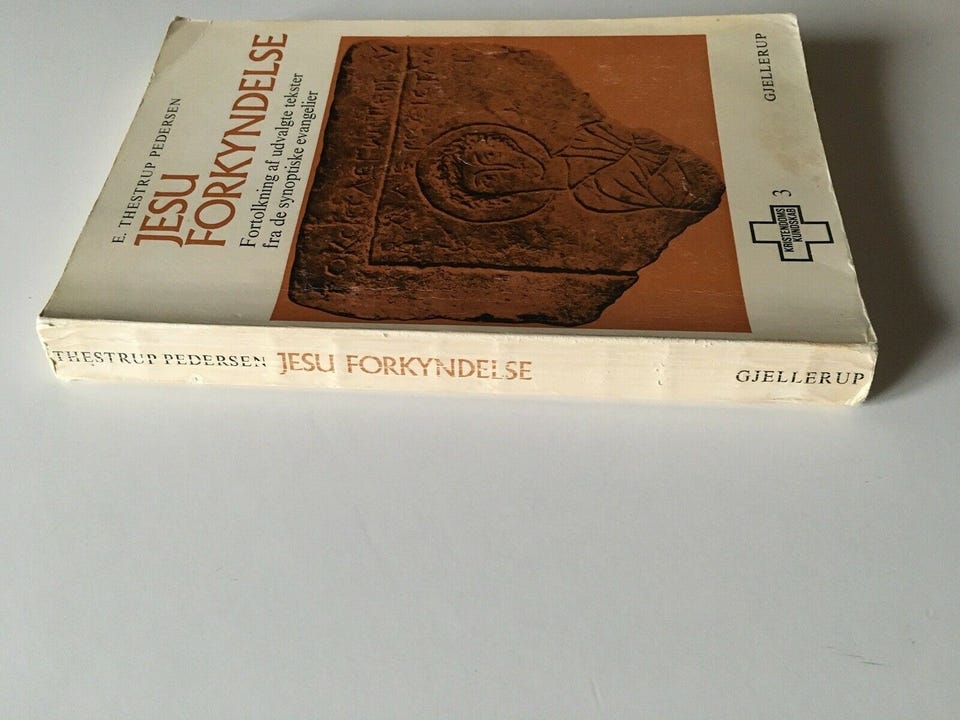 E. THESTRUP PEDERSEN
JESU
FORKYNDELSE
Fortolkning af udvalgte tekster
fra de synoptiske evangelier
GJELLERUP
KRISTENDOMS
KUNDSKAB
3
THESTRUP PEDERSEN JESU FORKYNDELSE GJELLERUP